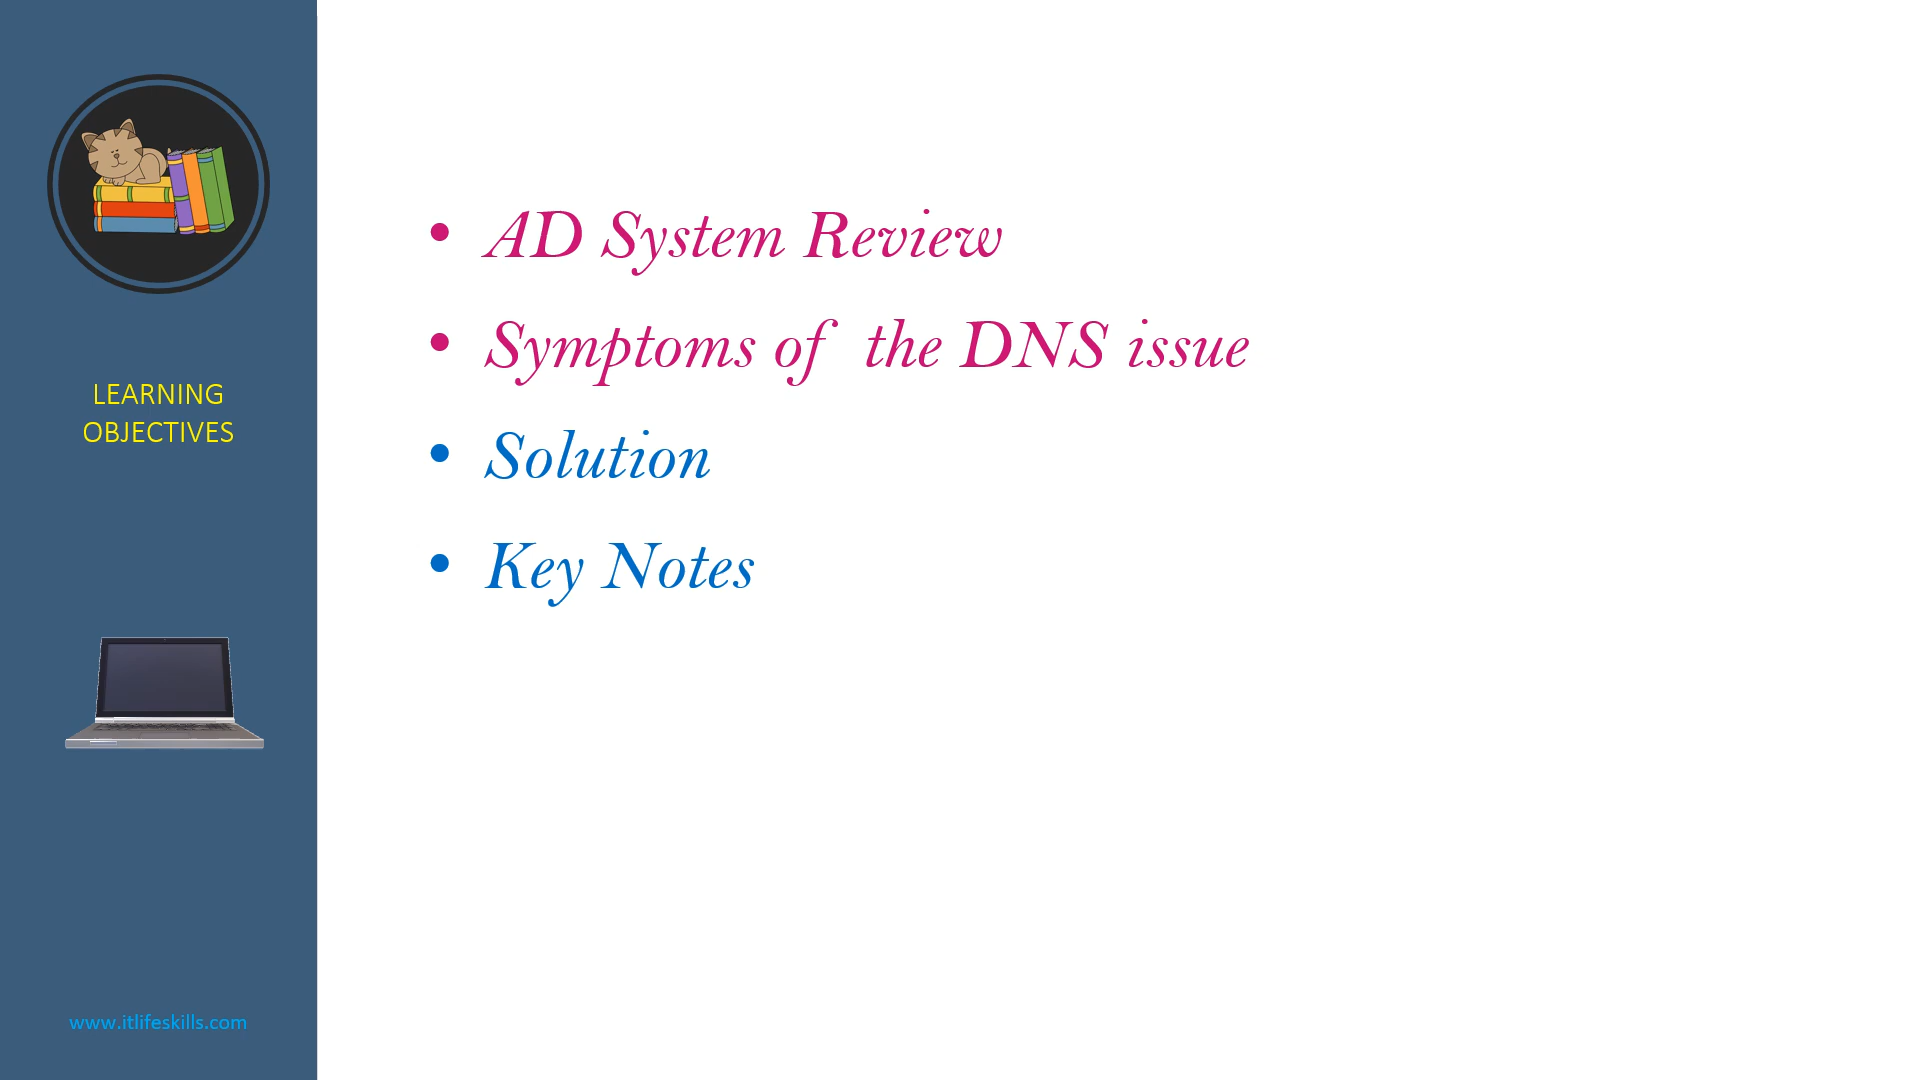 LEARNING
OBJECTIVES
www.itlifeskills.com
• AD System Review
• Symptoms of  the DNS issue
• Solution
• Key Notes